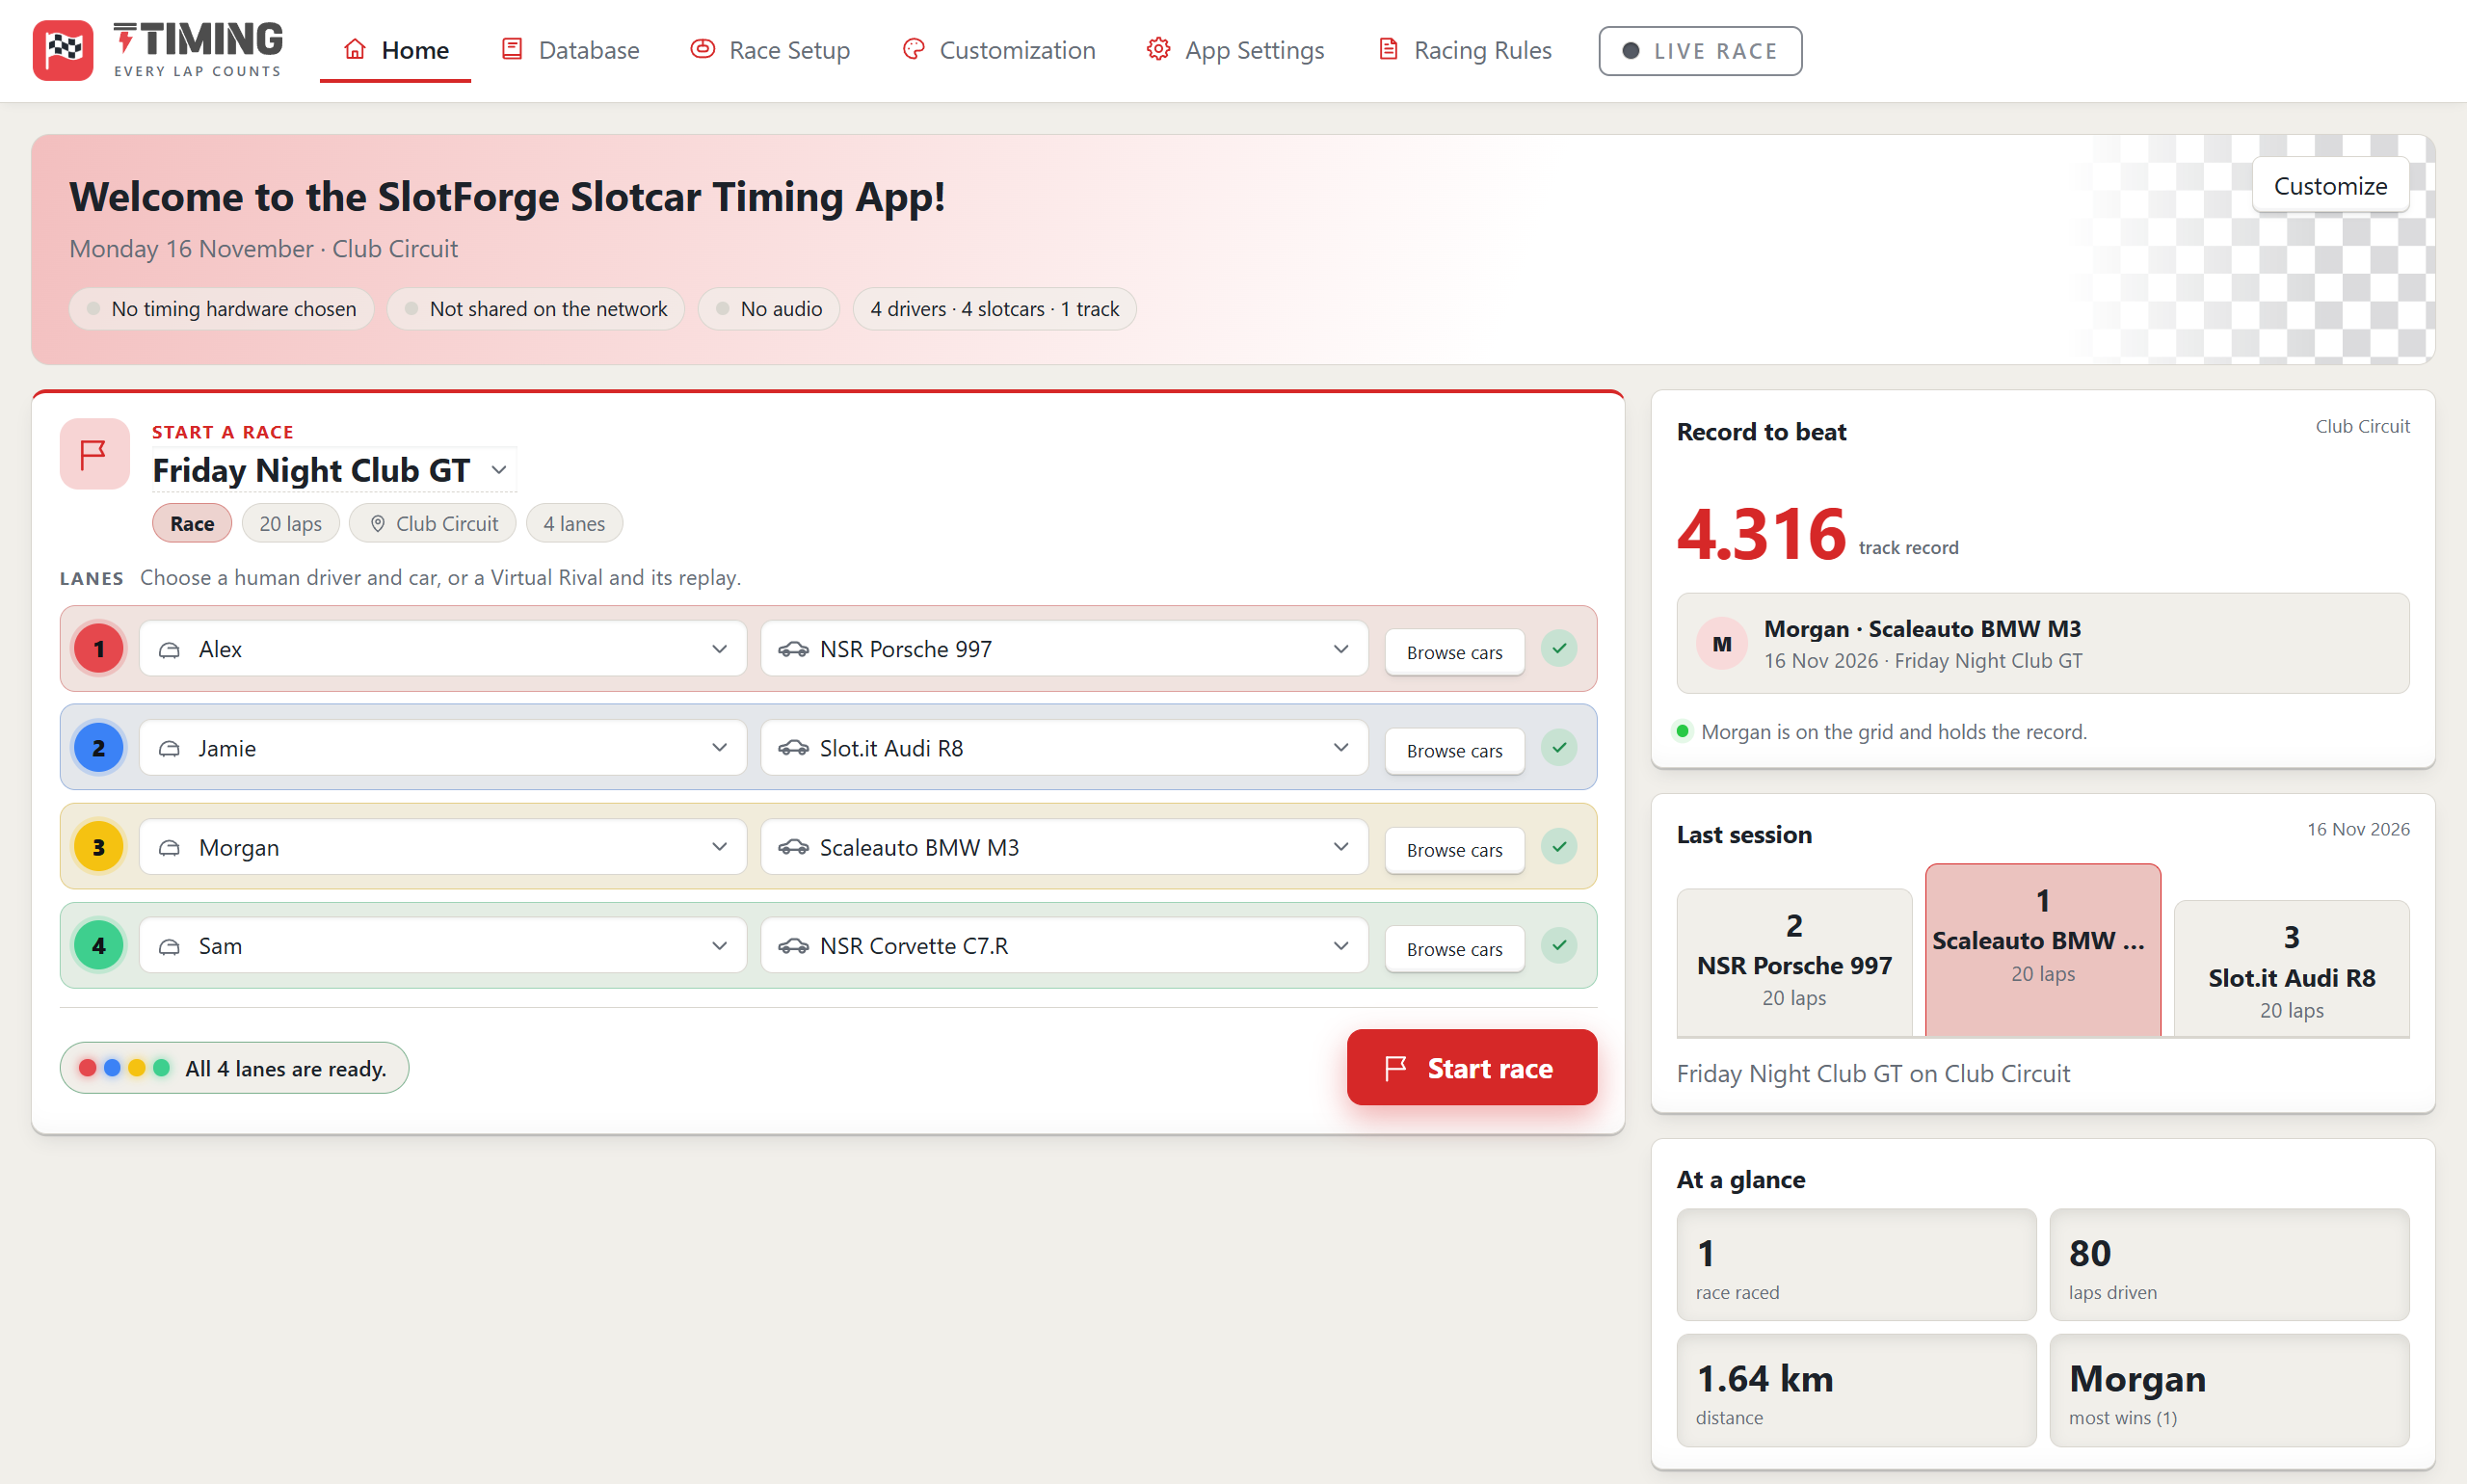 TIMING
EVERY LAP COUNTS
Home
Database
Race Setup
Customization
App Settings
Racing Rules
LIVE RACE
Welcome to the SlotForge Slotcar Timing App!
Customize
Monday 16 November · Club Circuit
No timing hardware chosen
Not shared on the network
No audio
4 drivers · 4 slotcars · 1 track
START A RACE
Friday Night Club GT
Race
20 laps
Club Circuit
4 lanes
LANES Choose a human driver and car, or a Virtual Rival and its replay.
1 Alex NSR Porsche 997 Browse cars
2 Jamie Slot.it Audi R8 Browse cars
3 Morgan Scaleauto BMW M3 Browse cars
4 Sam NSR Corvette C7.R Browse cars
All 4 lanes are ready.
Start race
Record to beat
Club Circuit
4.316 track record
M
Morgan · Scaleauto BMW M3
16 Nov 2026 · Friday Night Club GT
Morgan is on the grid and holds the record.
Last session
16 Nov 2026
2
NSR Porsche 997
20 laps
1
Scaleauto BMW ...
20 laps
3
Slot.it Audi R8
20 laps
Friday Night Club GT on Club Circuit
At a glance
1
race raced
80
laps driven
1.64 km
distance
Morgan
most wins (1)